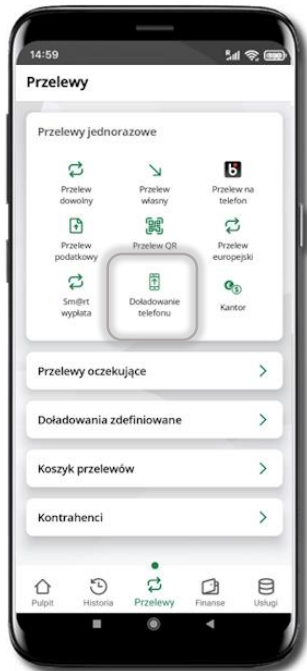 14:59
Przelewy
Przelewy jednorazowe
Przelew
dowolny
Przelew
własny
Przelew na
telefon
Przelew
podatkowy
Przelew QR
Przelew
europejski
Sm@rt
wypłata
Doładowanie
telefonu
Kantor
Przelewy oczekujące
Doładowania zdefiniowane
Koszyk przelewów
Kontrahenci
Pulpit
Historia
Przelewy
Finanse
Usługi